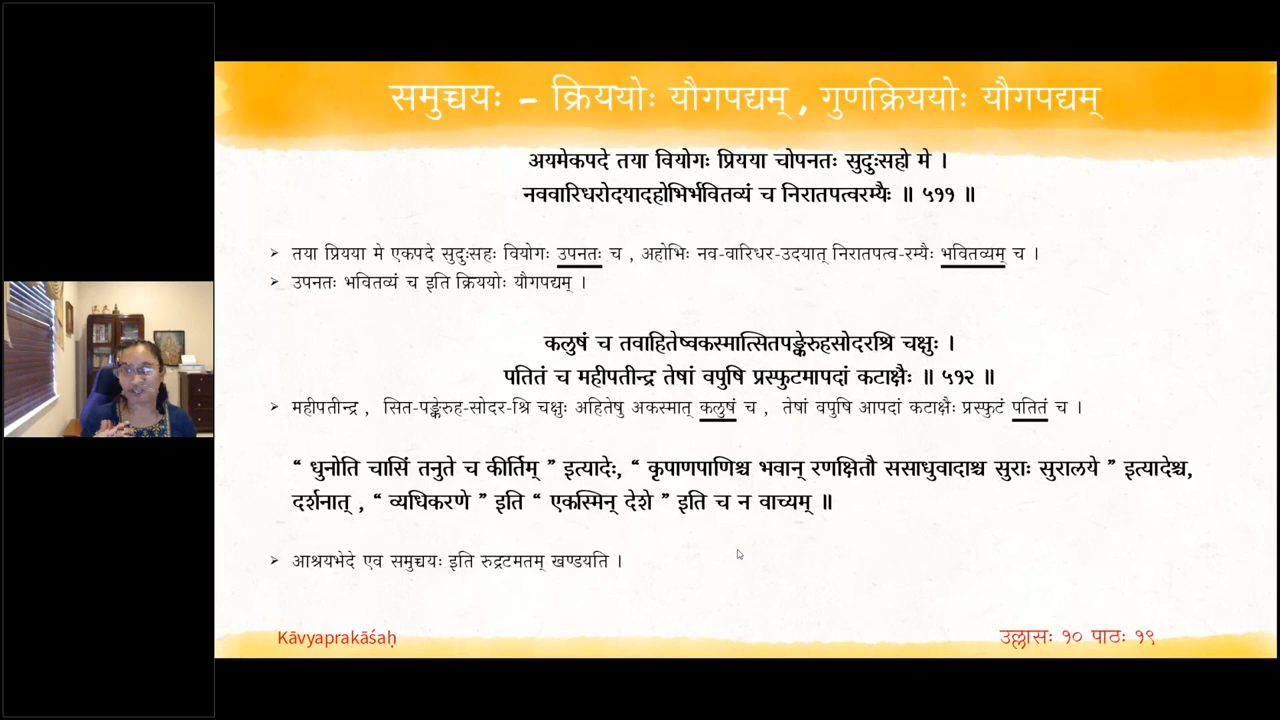 समुच्चयः – क्रिययोः यौगपद्यम् , गुणक्रिययोः यौगपद्यम्
अयमेकपदे तया वियोगः प्रियया चोपनतः सुदुःसहो मे ।
नववारिधरोदयादहोभिर्भवितव्यं च निरातपत्वरम्यैः ॥ ५११ ॥
➢ तया प्रियया मे एकपदे सुदुःसहः वियोगः उपनतः च , अहोभिः नव-वारिधर-उदयात् निरातपत्व-रम्यैः भवितव्यम् च ।
➢ उपनतः भवितव्यं च इति क्रिययोः यौगपद्यम् ।
कलुषं च तवाहितेष्वकस्मात्सितपङ्केरुहसोदरश्रि चक्षुः ।
पतितं च महीपतीन्द्र तेषां वपुषि प्रस्फुटमापदां कटाक्षैः ॥ ५१२ ॥
➢ महीपतीन्द्र , सित-पङ्केरुह-सोदर-श्रि चक्षुः अहितेषु अकस्मात् कलुषं च , तेषां वपुषि आपदां कटाक्षैः प्रस्फुटं पतितं च ।
“ धुनोति चासिं तनुते च कीर्तिम् ” इत्यादेः, “ कृपाणपाणिश्च भवान् रणक्षितौ ससाधुवादाश्च सुराः सुरालये ” इत्यादेश्च,
दर्शनात् , “ व्यधिकरणे ” इति “ एकस्मिन् देशे ” इति च न वाच्यम् ॥
➢ आश्रयभेदे एव समुच्चयः इति रुद्रटमतम् खण्डयति ।
Kāvyaprakāśaḥ
उल्लासः १० पाठः १९